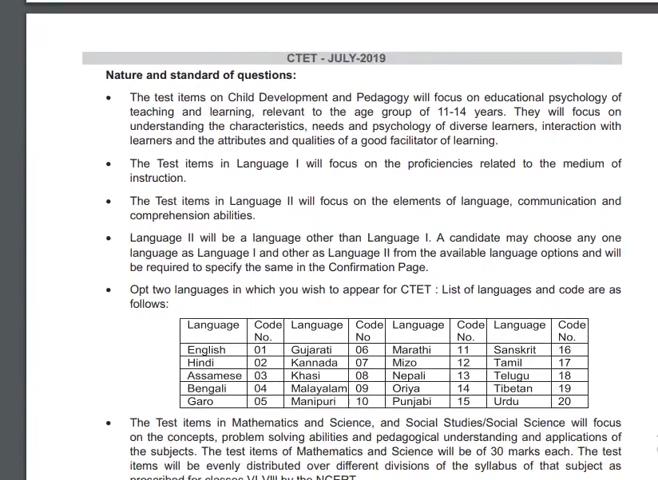 CTET - JULY-2019
Nature and standard of questions:
• The test items on Child Development and Pedagogy will focus on educational psychology of
teaching and learning, relevant to the age group of 11-14 years. They will focus on
understanding the characteristics, needs and psychology of diverse learners, interaction with
learners and the attributes and qualities of a good facilitator of learning.
• The Test items in Language I will focus on the proficiencies related to the medium of
instruction.
• The Test items in Language II will focus on the elements of language, communication and
comprehension abilities.
• Language II will be a language other than Language I. A candidate may choose any one
language as Language I and other as Language II from the available language options and will
be required to specify the same in the Confirmation Page.
• Opt two languages in which you wish to appear for CTET : List of languages and code are as
follows:
Language Code No. Language Code No Language Code No. Language Code No.
English 01 Gujarati 06 Marathi 11 Sanskrit 16
Hindi 02 Kannada 07 Mizo 12 Tamil 17
Assamese 03 Khasi 08 Nepali 13 Telugu 18
Bengali 04 Malayalam 09 Oriya 14 Tibetan 19
Garo 05 Manipuri 10 Punjabi 15 Urdu 20
• The Test items in Mathematics and Science, and Social Studies/Social Science will focus
on the concepts, problem solving abilities and pedagogical understanding and applications of
the subjects. The test items of Mathematics and Science will be of 30 marks each. The test
items will be evenly distributed over different divisions of the syllabus of that subject as
prescribed for classes VI-VIII by the NCERT.